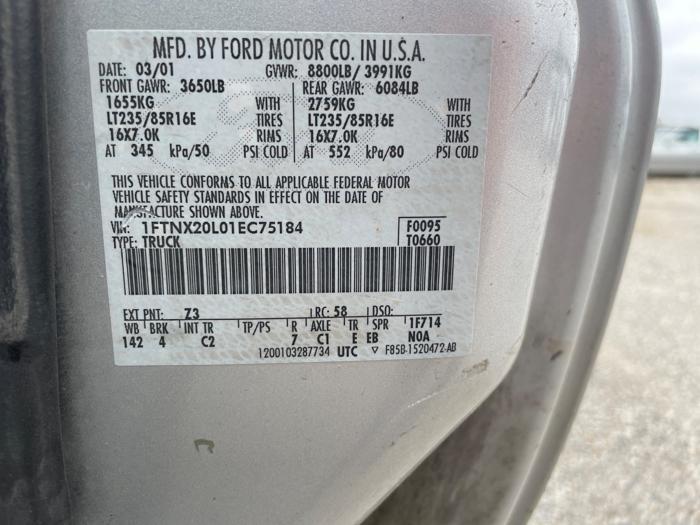 MFD. BY FORD MOTOR CO. IN U.S.A.
DATE: 03/01 GVWR: 8800LB/ 3991KG
FRONT GAWR: 3650LB REAR GAWR: 6084LB
1655KG WITH 2759KG WITH
LT235/85R16E TIRES LT235/85R16E TIRES
16X7.0K RIMS 16X7.0K RIMS
AT 345 kPa/50 PSI COLD AT 552 kPa/80 PSI COLD
THIS VEHICLE CONFORMS TO ALL APPLICABLE FEDERAL MOTOR
VEHICLE SAFETY STANDARDS IN EFFECT ON THE DATE OF
MANUFACTURE SHOWN ABOVE.
VIN: 1FTNX20L01EC75184 F0095
TYPE: TRUCK T0660
EXT PNT: Z3 RC: 58 DSO:
WB BRK INT TR TP/PS R AXLE TR SPR 1F714
142 4 C2 7 C1 E EB N0A
1200103287734 UTC ▽ F85B-1520472-AB